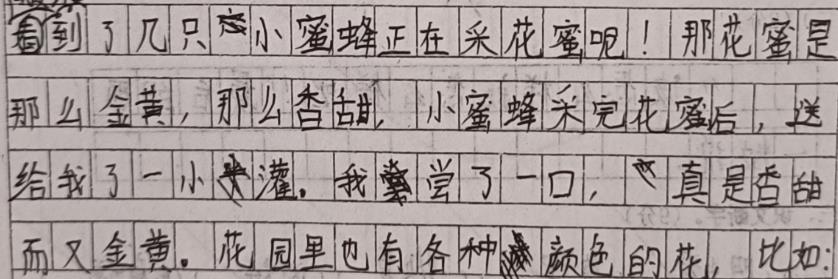 看到了几只小蜜蜂正在采花蜜呢！那花蜜是
那么金黄，那么香甜，小蜜蜂采完花蜜后，送
给我了一小灌。我尝了一口，真是香甜
而又金黄。花园里也有各种颜色的花，比如：